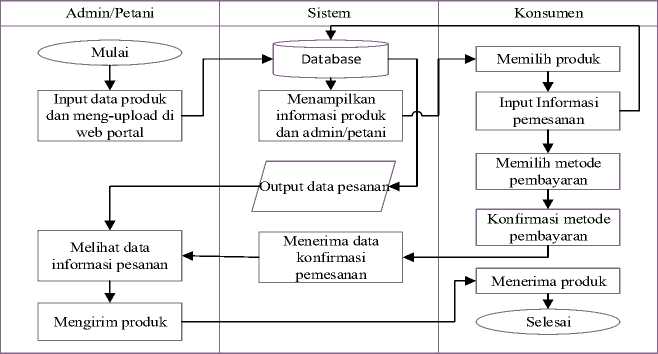 Admin/Petani
Sistem
Konsumen
Mulai
Database
Memilih produk
Input data produk
dan meng-upload di
web portal
Menampilkan
informasi produk
dan admin/petani
Input Informasi
pemesanan
Memilih metode
pembayaran
Output data pesanan
Konfirmasi metode
pembayaran
Melihat data
informasi pesanan
Menerima data
konfirmasi
pemesanan
Menerima produk
Mengirim produk
Selesai